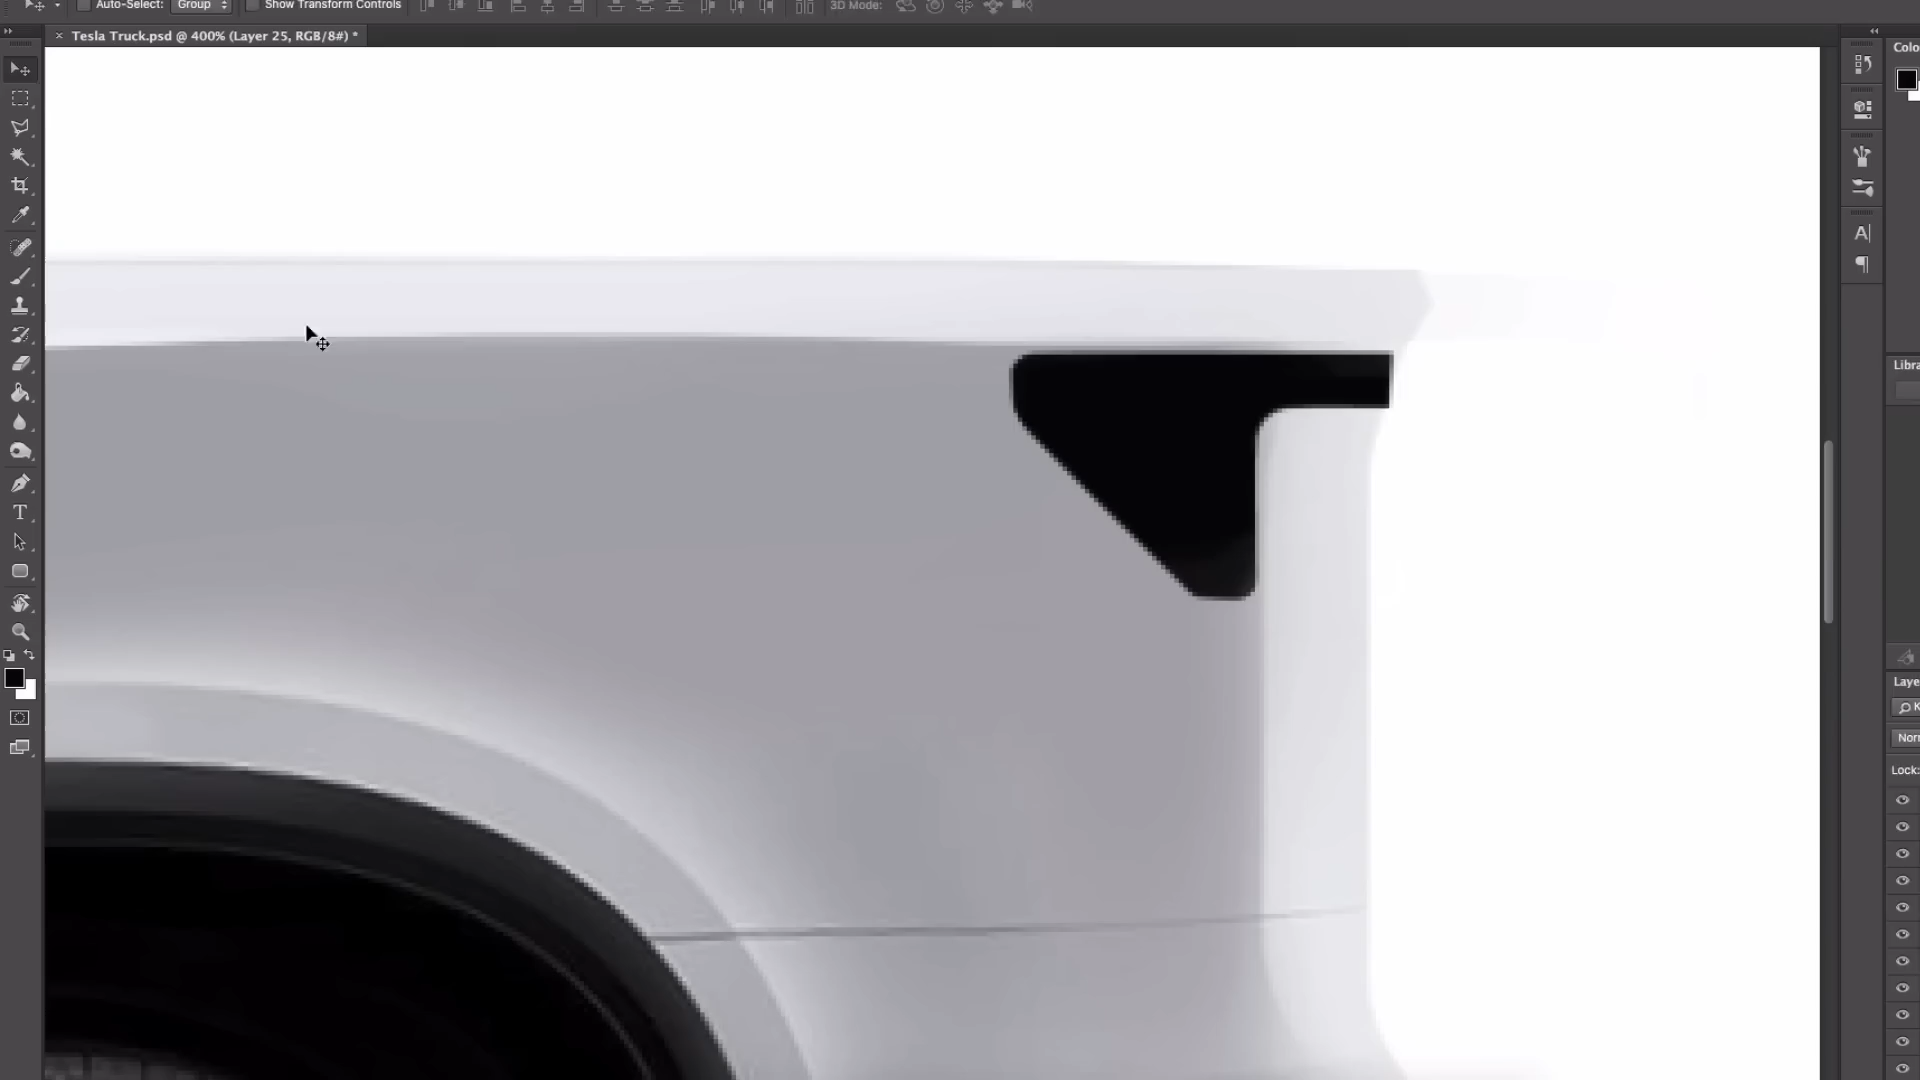 Auto-Select: Group Show Transform Controls 3D Mode:
Tesla Truck.psd @ 400% (Layer 25, RGB/8#) *
Colo
Libra
Laye
K
Norr
Lock: